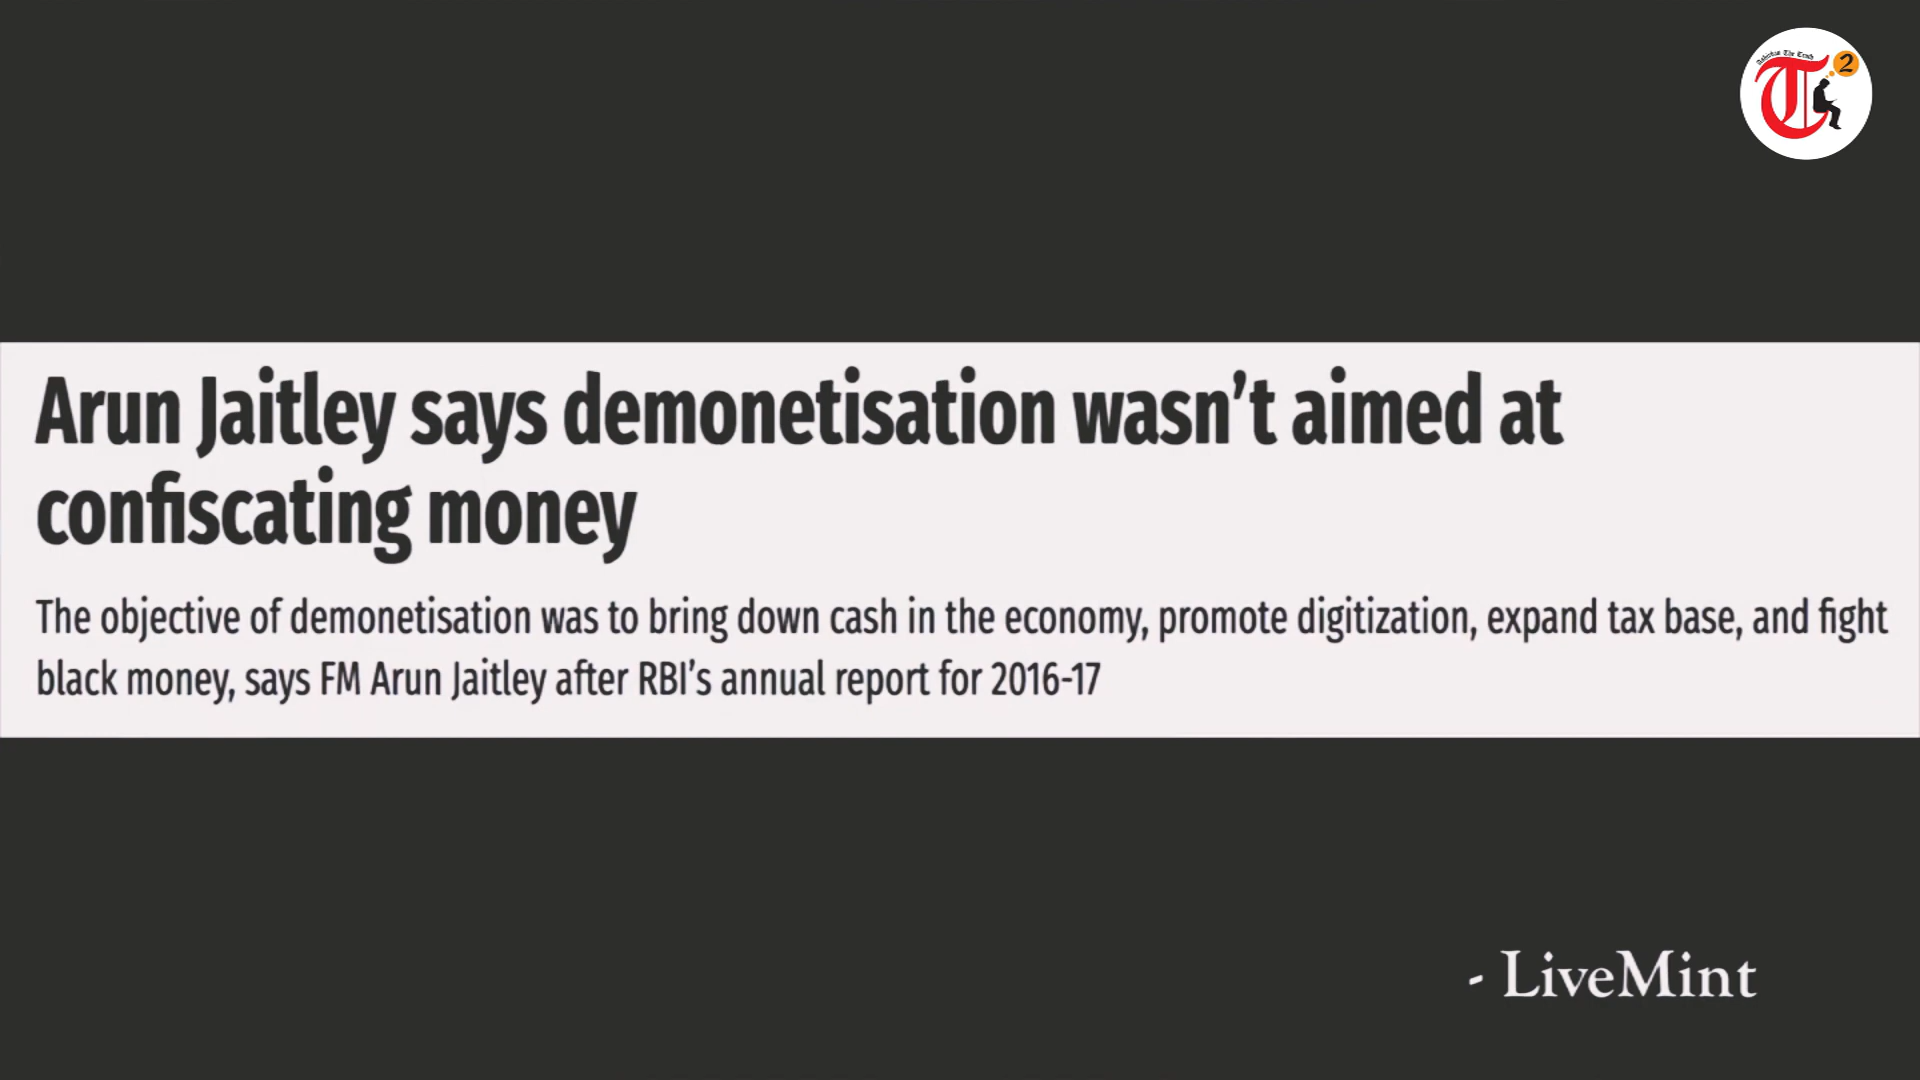 2
Arun Jaitley says demonetisation wasn’t aimed at
confiscating money
The objective of demonetisation was to bring down cash in the economy, promote digitization, expand tax base, and fight
black money, says FM Arun Jaitley after RBI’s annual report for 2016-17
- LiveMint